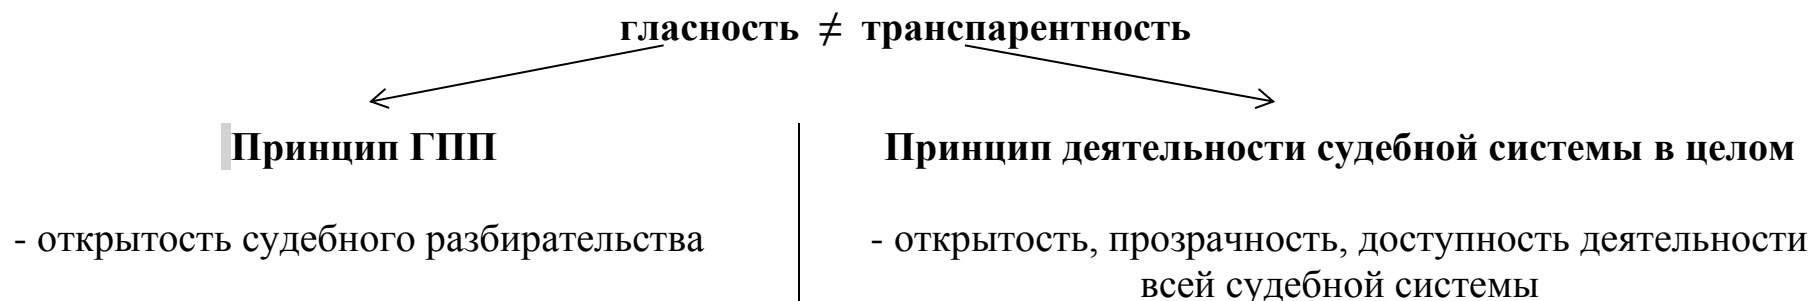 гласность ≠ транспарентность
Принцип ГПП
Принцип деятельности судебной системы в целом
- открытость судебного разбирательства
- открытость, прозрачность, доступность деятельности
всей судебной системы